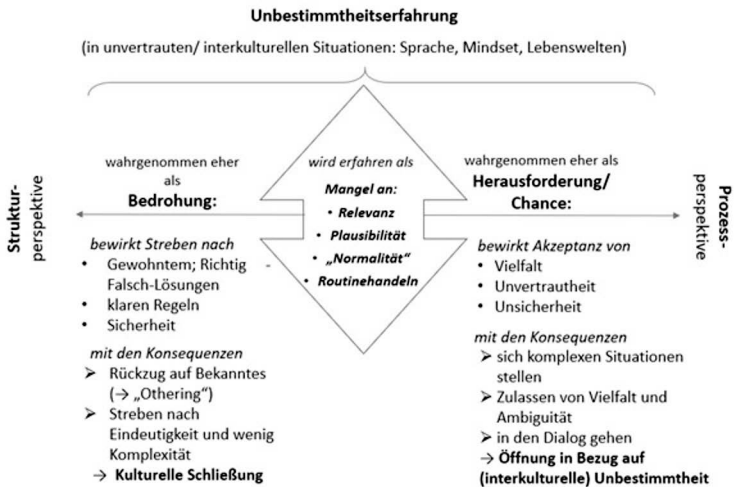 Unbestimmtheitserfahrung
(in unvertrauten/ interkulturellen Situationen: Sprache, Mindset, Lebenswelten)
Struktur-
perspektive
wahrgenommen eher
als
Bedrohung:
bewirkt Streben nach
• Gewohntem; Richtig -
Falsch-Lösungen
• klaren Regeln
• Sicherheit
mit den Konsequenzen
➢ Rückzug auf Bekanntes
(→ „Othering“)
➢ Streben nach
Eindeutigkeit und wenig
Komplexität
→ Kulturelle Schließung
wird erfahren als
Mangel an:
• Relevanz
• Plausibilität
• „Normalität“
• Routinehandeln
wahrgenommen eher als
Herausforderung/
Chance:
bewirkt Akzeptanz von
• Vielfalt
• Unvertrautheit
• Unsicherheit
mit den Konsequenzen
➢ sich komplexen Situationen
stellen
➢ Zulassen von Vielfalt und
Ambiguität
➢ in den Dialog gehen
→ Öffnung in Bezug auf
(interkulturelle) Unbestimmtheit
Prozess-
perspektive